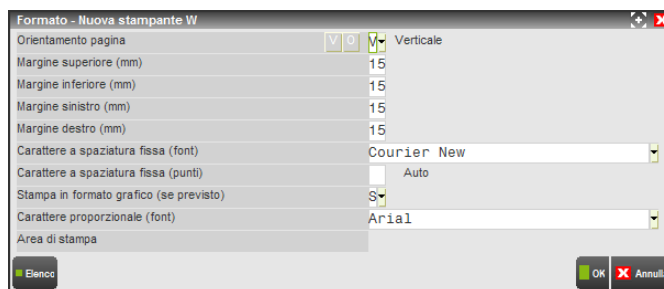 Formato - Nuova stampante W
Orientamento pagina V O V Verticale
Margine superiore (mm) 15
Margine inferiore (mm) 15
Margine sinistro (mm) 15
Margine destro (mm) 15
Carattere a spaziatura fissa (font) Courier New
Carattere a spaziatura fissa (punti) Auto
Stampa in formato grafico (se previsto) S
Carattere proporzionale (font) Arial
Area di stampa
Elenco OK Annulla